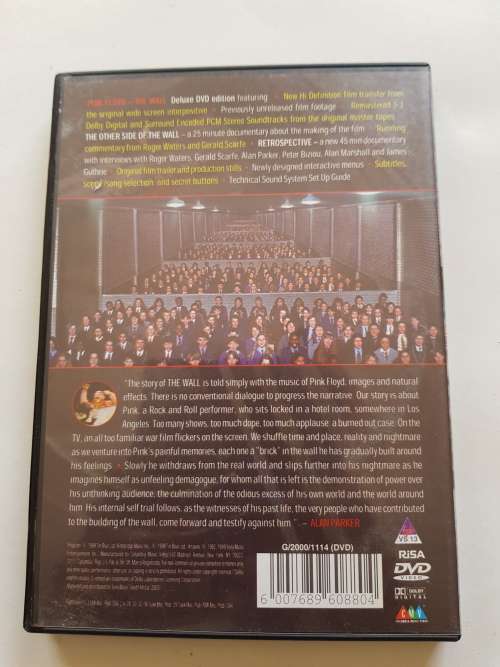 PINK FLOYD – THE WALL Deluxe DVD edition featuring • New Hi Definition film transfer from
the original wide screen interpositive • Previously unreleased film footage • Remastered 5.1
Dolby Digital and Surround Encoded PCM Stereo Soundtracks from the original master tapes
THE OTHER SIDE OF THE WALL – a 25 minute documentary about the making of the film • Running
commentary from Roger Waters and Gerald Scarfe • RETROSPECTIVE – a new 45 mm documentary
with interviews with Roger Waters, Gerald Scarfe, Alan Parker, Peter Biziou, Alan Marshall and James
Guthrie • Original film trailer and production stills • Newly designed interactive menus • Subtitles,
scene/song selection and secret buttons • Technical Sound System Set Up Guide
"The story of THE WALL is told simply with the music of Pink Floyd, images and natural
effects. There is no conventional dialogue to progress the narrative. Our story is about
Pink, a Rock and Roll performer, who sits locked in a hotel room, somewhere in Los
Angeles. Too many shows, too much dope, too much applause: a burned out case. On the
TV, an all too familiar war film flickers on the screen. We shuffle time and place, reality and nightmare
as we venture into Pink's painful memories, each one a "brick" in the wall he has gradually built around
his feelings • Slowly he withdraws from the real world and slips further into his nightmare as he
imagines himself as unfeeling demagogue, for whom all that is left is the demonstration of power over
his unthinking audience, the culmination of the odious excess of his own world and the world around
him. His internal self trial follows, as the witnesses of his past life, the very people who have contributed
to the building of the wall, come forward and testify against him". – ALAN PARKER
VS 13
G/2000/1114 (DVD)
6 007689 608804
RiSA
DVD
VIDEO
DOLBY
DIGITAL